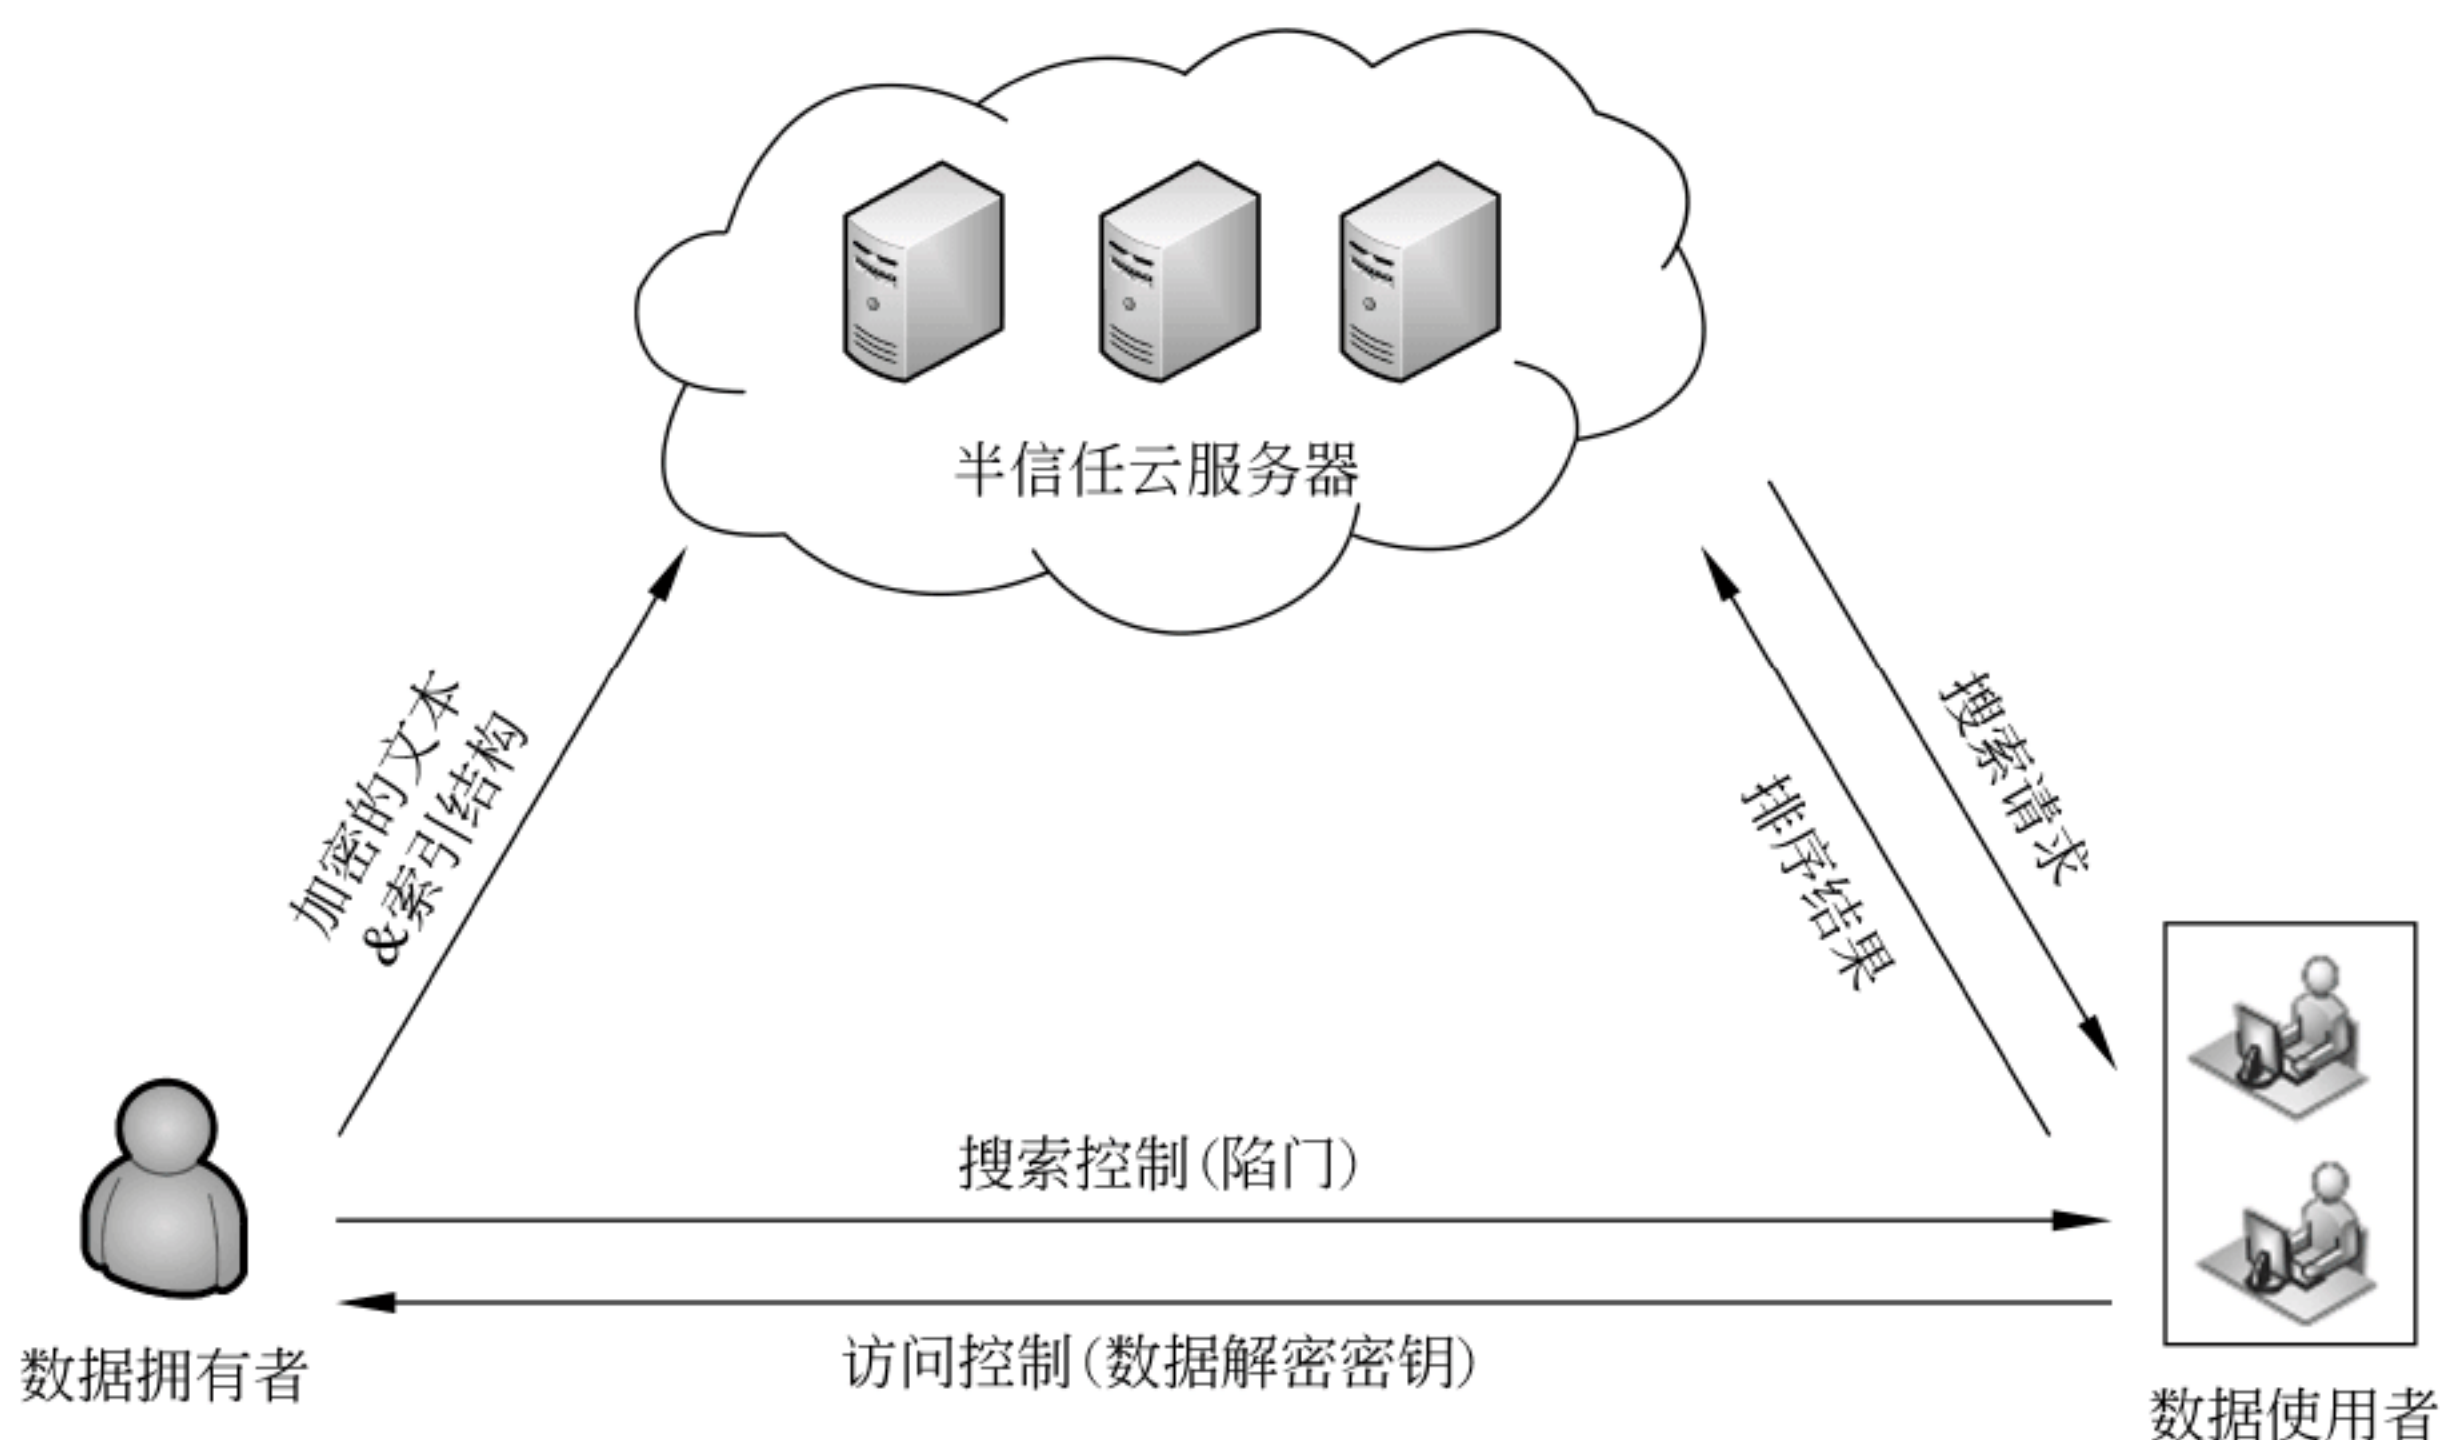 半信任云服务器
加密的文本
&索引结构
搜索请求
排序结果
搜索控制(陷门)
访问控制(数据解密密钥)
数据拥有者
数据使用者